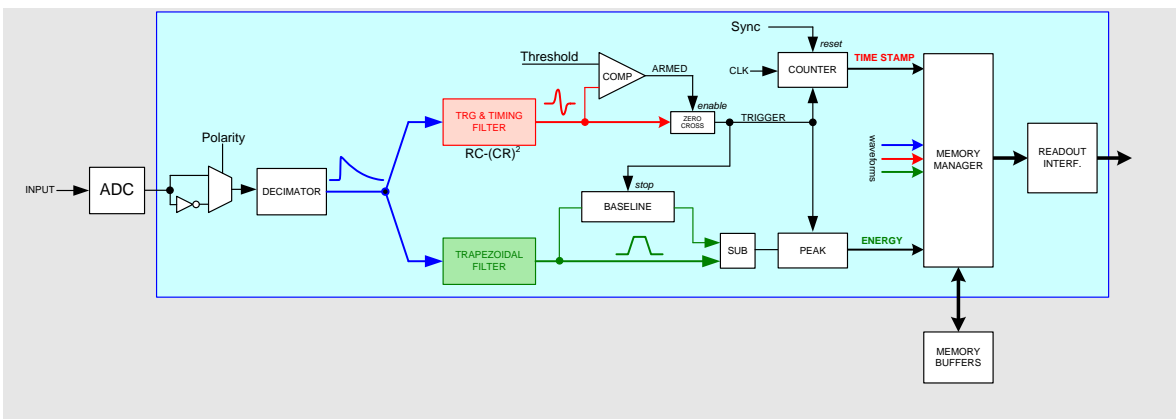 Sync
reset
Threshold
COMP
ARMED
CLK
COUNTER
TIME STAMP
enable
TRG & TIMING
FILTER
RC-(CR)²
ZERO
CROSS
TRIGGER
Polarity
waveforms
MEMORY
MANAGER
READOUT
INTERF.
INPUT
ADC
DECIMATOR
stop
BASELINE
TRAPEZOIDAL
FILTER
SUB
PEAK
ENERGY
MEMORY
BUFFERS